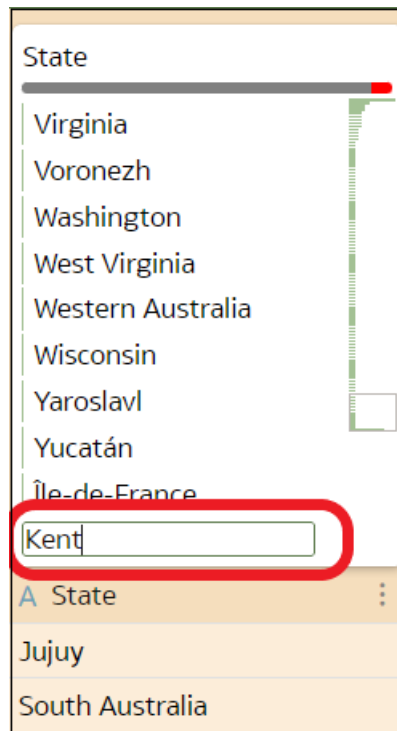 State
Virginia
Voronezh
Washington
West Virginia
Western Australia
Wisconsin
Yaroslavl
Yucatán
Île-de-France
Kent
A State
Jujuy
South Australia